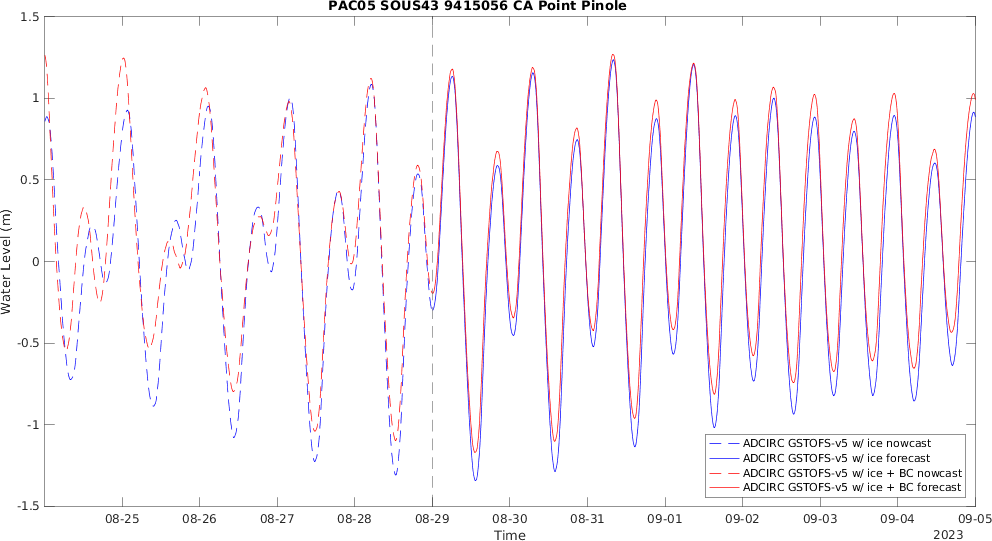 PAC05 SOUS43 9415056 CA Point Pinole
1.5
1
0.5
0
-0.5
-1
-1.5
Water Level (m)
ADCIRC GSTOFS-v5 w/ ice nowcast
ADCIRC GSTOFS-v5 w/ ice forecast
ADCIRC GSTOFS-v5 w/ ice + BC nowcast
ADCIRC GSTOFS-v5 w/ ice + BC forecast
08-25 08-26 08-27 08-28 08-29 08-30 08-31 09-01 09-02 09-03 09-04 09-05
Time
2023